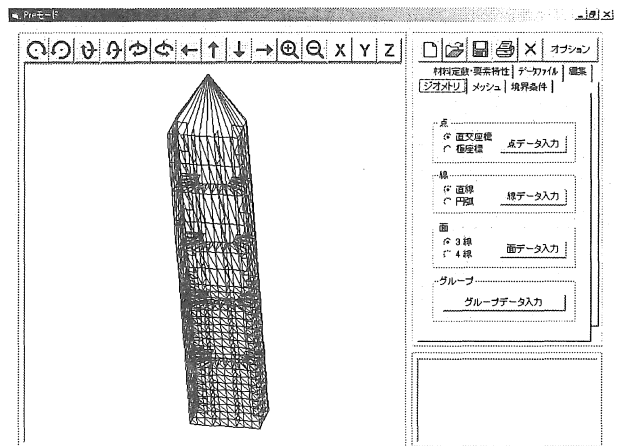 Preモード
X Y Z
オプション
材料定数・要素特性 データファイル 編集
ジオメトリ メッシュ 境界条件
点
直交座標
極座標
点データ入力
線
直線
円弧
線データ入力
面
3線
4線
面データ入力
グループ
グループデータ入力